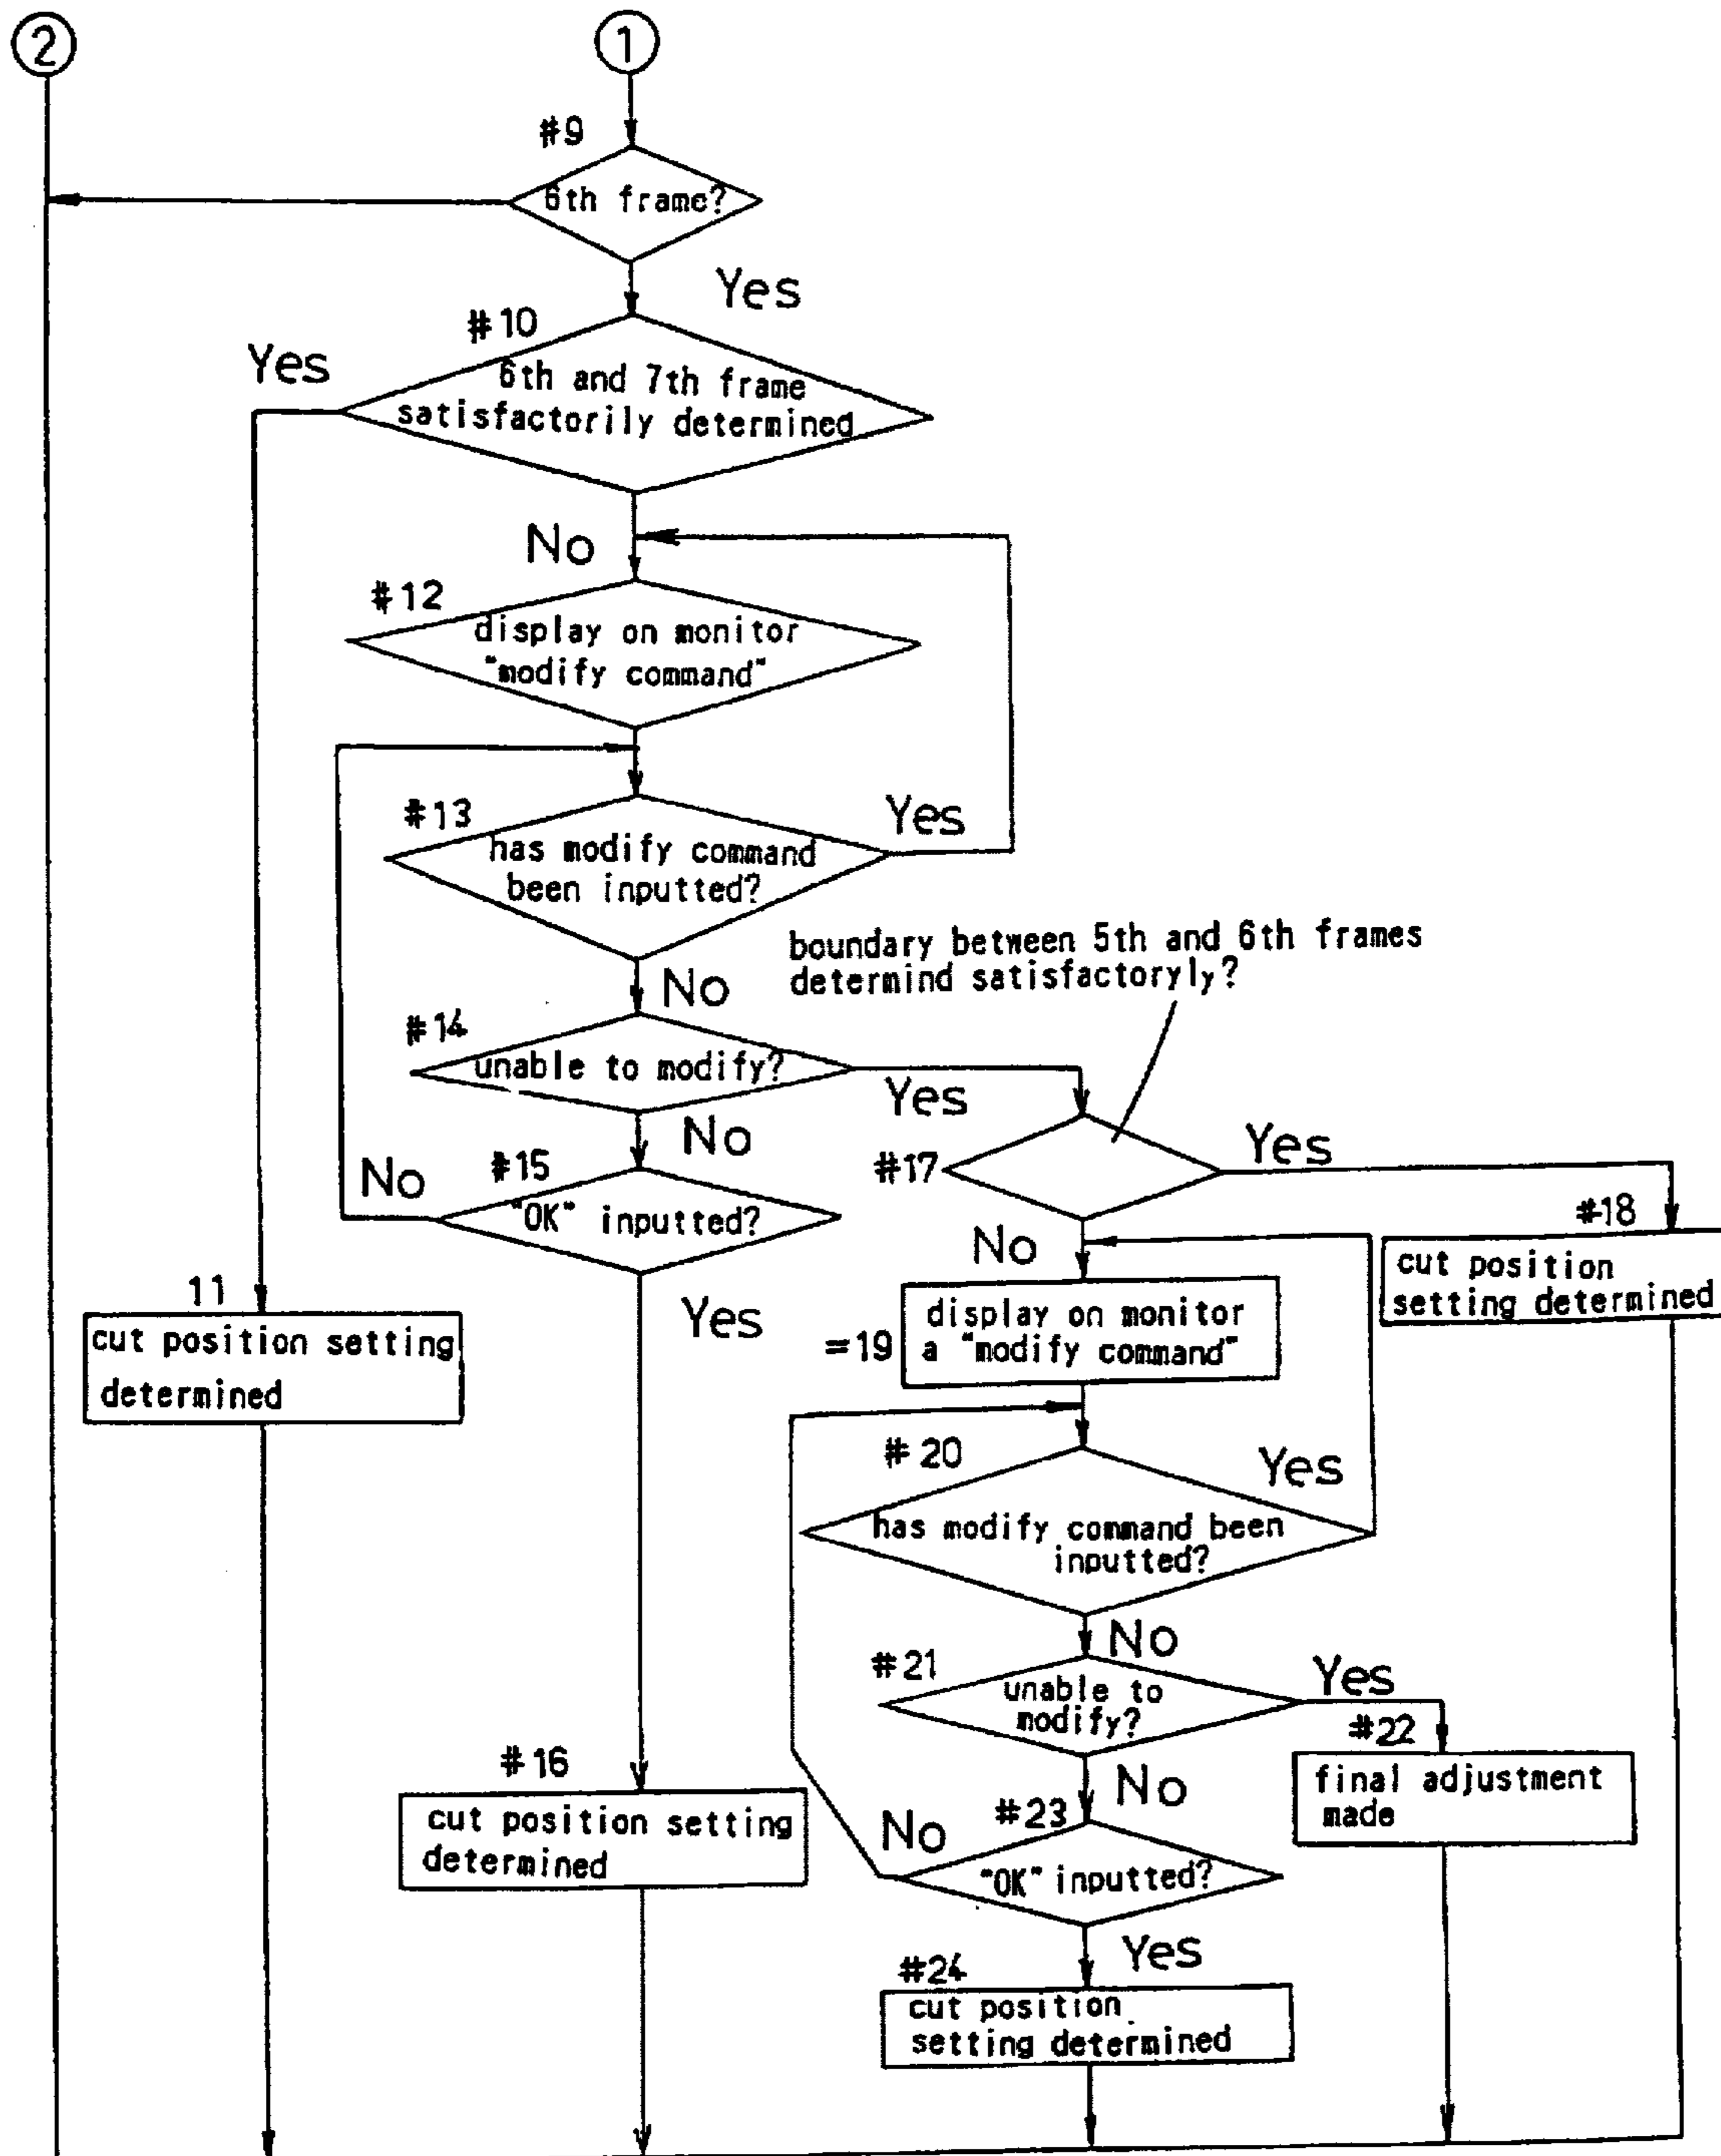 2
1
#9
6th frame?
Yes
#10
Yes
6th and 7th frame
satisfactorily determined
No
#12
display on monitor
"modify command"
#13
Yes
has modify command
been inputted?
No
boundary between 5th and 6th frames
determind satisfactoryly?
#14
unable to modify?
Yes
No
#15
No
"OK" inputted?
Yes
#17
Yes
No
#18
cut position
setting determined
11
cut position setting
determined
display on monitor
=19
a "modify command"
#20
Yes
has modify command been
inputted?
No
#21
unable to
modify?
Yes
#22
final adjustment
made
No
#16
cut position setting
determined
#23
No
"OK" inputted?
Yes
#24
cut position
setting determined